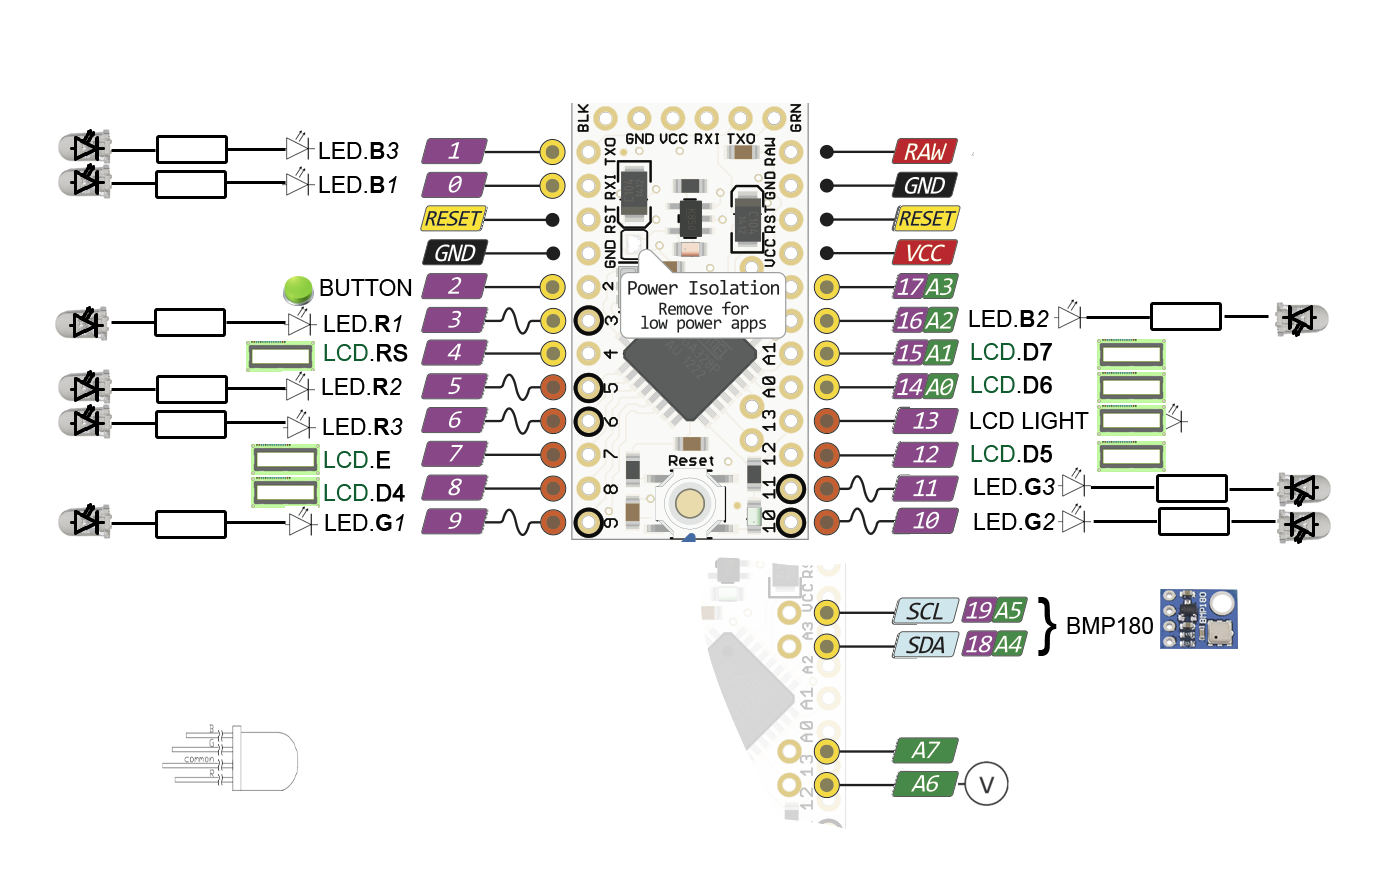 BLK GND VCC RXI TXO GRN
LED.B3 1 TXO RAW RAW
LED.B1 0 RXI GND GND
RESET RST RST RESET
GND GND VCC VCC
BUTTON 2 2 17 A3
Power Isolation
Remove for
low power apps
LED.R1 3 3 16 A2 LED.B2
LCD.RS 4 4 A1 15 A1 LCD.D7
LED.R2 5 5 A0 14 A0 LCD.D6
LED.R3 6 6 13 13 LCD LIGHT
LCD.E 7 7 12 12 LCD.D5
Reset
LCD.D4 8 8 11 11 LED.G3
LED.G1 9 9 10 10 LED.G2
VCC
A3 SCL 19 A5
BMP180
BMP180
A2 SDA 18 A4
A1
A0
13 A7
12 A6 V
B
G
COMMON
R